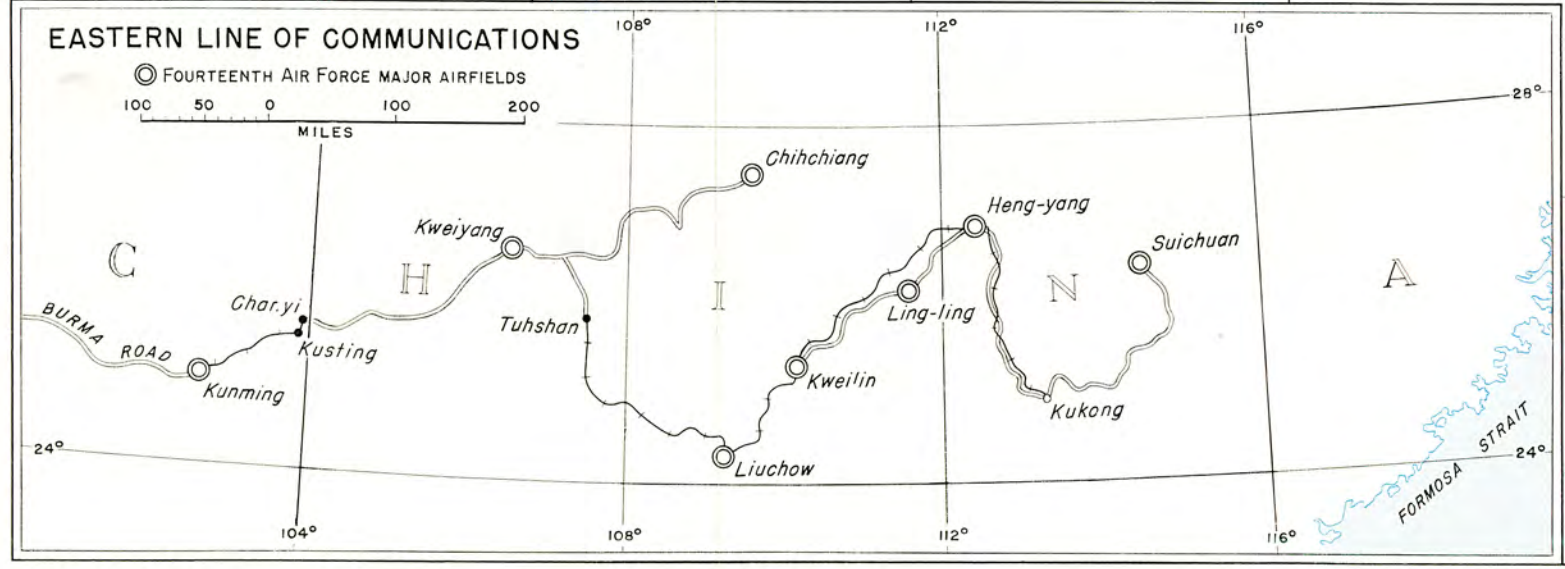 EASTERN LINE OF COMMUNICATIONS
FOURTEENTH AIR FORCE MAJOR AIRFIELDS
100 50 0 100 200
MILES
108° 112° 116°
28°
Chihchiang
Heng-yang
Kweiyang
Suichuan
C H I N A
Char.yi
BURMA ROAD
Kusting
Tuhshan
Ling-ling
Kunming
Kweilin
Kukong
24°
Liuchow
24°
FORMOSA STRAIT
104° 108° 112° 116°